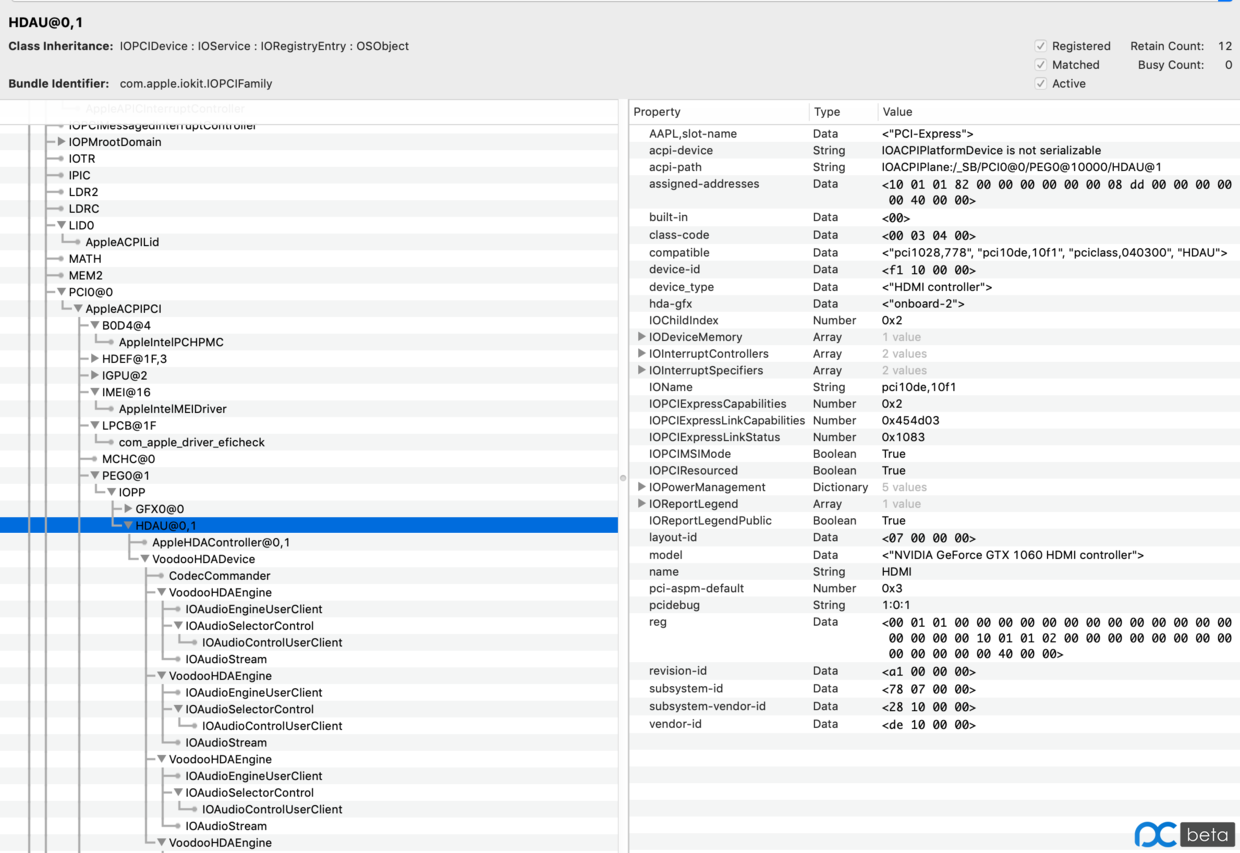 HDAU@0,1
Class Inheritance: IOPCIDevice : IOService : IORegistryEntry : OSObject
Registered Retain Count: 12
Matched Busy Count: 0
Bundle Identifier: com.apple.iokit.IOPCIFamily
Active
AppleAPICInterruptController
IOPCIMessagedInterruptController
IOPMrootDomain
IOTR
IPIC
LDR2
LDRC
LID0
AppleACPILid
MATH
MEM2
PCI0@0
AppleACPIPCI
B0D4@4
AppleIntelPCHPMC
HDEF@1F,3
IGPU@2
IMEI@16
AppleIntelMEIDriver
LPCB@1F
com_apple_driver_eficheck
MCHC@0
PEG0@1
IOPP
GFX0@0
HDAU@0,1
AppleHDAController@0,1
VoodooHDADevice
CodecCommander
VoodooHDAEngine
IOAudioEngineUserClient
IOAudioSelectorControl
IOAudioControlUserClient
IOAudioStream
VoodooHDAEngine
IOAudioEngineUserClient
IOAudioSelectorControl
IOAudioControlUserClient
IOAudioStream
VoodooHDAEngine
IOAudioEngineUserClient
IOAudioSelectorControl
IOAudioControlUserClient
IOAudioStream
VoodooHDAEngine
Property Type Value
AAPL,slot-name Data <"PCI-Express">
acpi-device String IOACPIPlatformDevice is not serializable
acpi-path String IOACPIPlane:/_SB/PCI0@0/PEG0@10000/HDAU@1
assigned-addresses Data <10 01 01 82 00 00 00 00 00 00 08 dd 00 00 00 00
00 40 00 00>
built-in Data <00>
class-code Data <00 03 04 00>
compatible Data <"pci1028,778", "pci10de,10f1", "pciclass,040300", "HDAU">
device-id Data <f1 10 00 00>
device_type Data <"HDMI controller">
hda-gfx Data <"onboard-2">
IOChildIndex Number 0x2
IODeviceMemory Array 1 value
IOInterruptControllers Array 2 values
IOInterruptSpecifiers Array 2 values
IOName String pci10de,10f1
IOPCIExpressCapabilities Number 0x2
IOPCIExpressLinkCapabilities Number 0x454d03
IOPCIExpressLinkStatus Number 0x1083
IOPCIMSIMode Boolean True
IOPCIResourced Boolean True
IOPowerManagement Dictionary 5 values
IOReportLegend Array 1 value
IOReportLegendPublic Boolean True
layout-id Data <07 00 00 00>
model Data <"NVIDIA GeForce GTX 1060 HDMI controller">
name String HDMI
pci-aspm-default Number 0x3
pcidebug String 1:0:1
reg Data <00 01 01 00 00 00 00 00 00 00 00 00 00 00 00 00
00 00 00 00 10 01 01 02 00 00 00 00 00 00 00 00
00 00 00 00 00 40 00 00>
revision-id Data <a1 00 00 00>
subsystem-id Data <78 07 00 00>
subsystem-vendor-id Data <28 10 00 00>
vendor-id Data <de 10 00 00>
pc beta